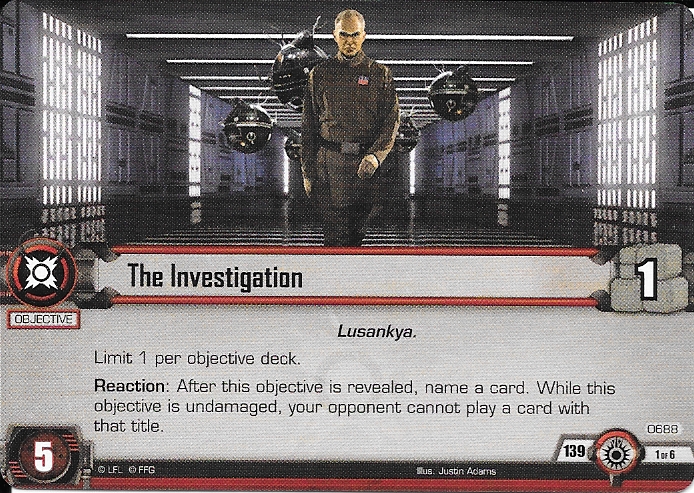 The Investigation
1
OBJECTIVE
Lusankya.
Limit 1 per objective deck.
Reaction: After this objective is revealed, name a card. While this
objective is undamaged, your opponent cannot play a card with
that title.
0688
5
139
1 OF 6
© LFL © FFG
Illus. Justin Adams